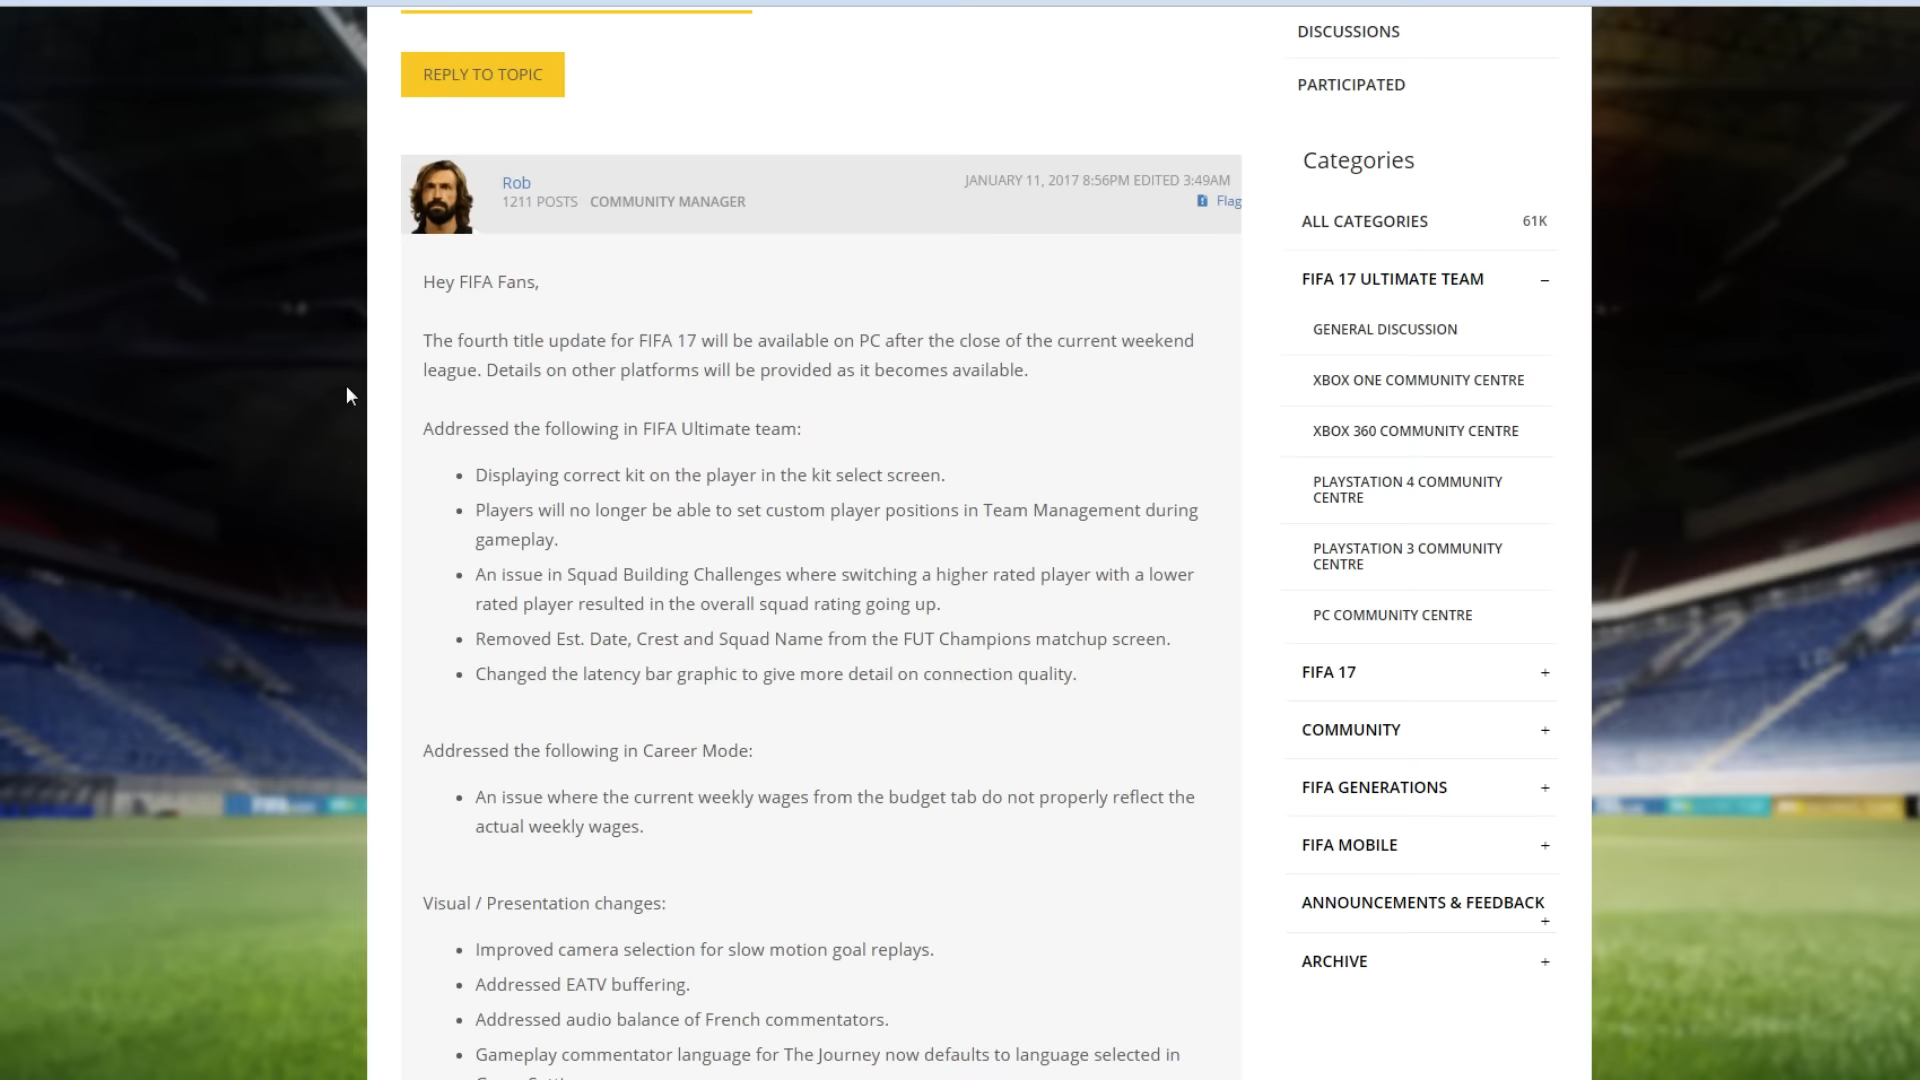 REPLY TO TOPIC
Rob
1211 POSTS COMMUNITY MANAGER
JANUARY 11, 2017 8:56PM EDITED 3:49AM
Flag
Hey FIFA Fans,
The fourth title update for FIFA 17 will be available on PC after the close of the current weekend
league. Details on other platforms will be provided as it becomes available.
Addressed the following in FIFA Ultimate team:
• Displaying correct kit on the player in the kit select screen.
• Players will no longer be able to set custom player positions in Team Management during
gameplay.
• An issue in Squad Building Challenges where switching a higher rated player with a lower
rated player resulted in the overall squad rating going up.
• Removed Est. Date, Crest and Squad Name from the FUT Champions matchup screen.
• Changed the latency bar graphic to give more detail on connection quality.
Addressed the following in Career Mode:
• An issue where the current weekly wages from the budget tab do not properly reflect the
actual weekly wages.
Visual / Presentation changes:
• Improved camera selection for slow motion goal replays.
• Addressed EATV buffering.
• Addressed audio balance of French commentators.
• Gameplay commentator language for The Journey now defaults to language selected in
DISCUSSIONS
PARTICIPATED
Categories
ALL CATEGORIES 61K
FIFA 17 ULTIMATE TEAM –
GENERAL DISCUSSION
XBOX ONE COMMUNITY CENTRE
XBOX 360 COMMUNITY CENTRE
PLAYSTATION 4 COMMUNITY
CENTRE
PLAYSTATION 3 COMMUNITY
CENTRE
PC COMMUNITY CENTRE
FIFA 17 +
COMMUNITY +
FIFA GENERATIONS +
FIFA MOBILE +
ANNOUNCEMENTS & FEEDBACK
+
ARCHIVE +